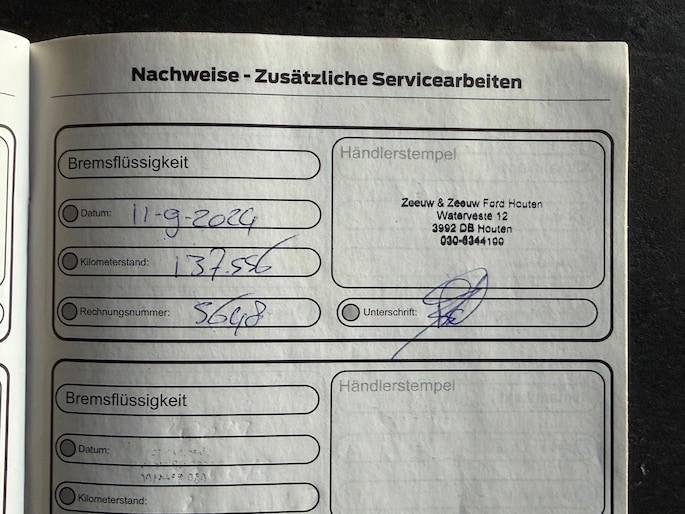 Nachweise - Zusätzliche Servicearbeiten
Bremsflüssigkeit
Händlerstempel
Datum: 11-9-2024
Zeeuw & Zeeuw Ford Houten
Waterveste 12
3992 DB Houten
030-6344100
Kilometerstand: 137.556
Rechnungsnummer: 5648
Unterschrift:
Bremsflüssigkeit
Händlerstempel
Datum:
Kilometerstand: